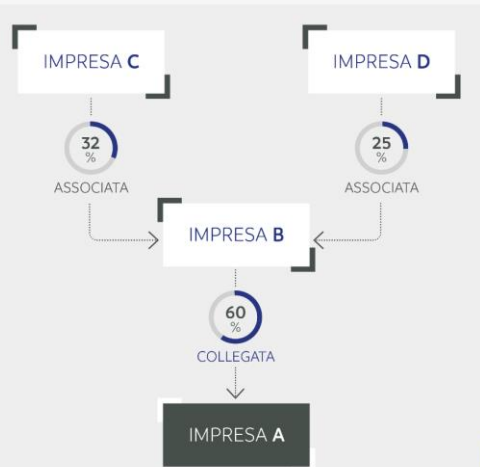 IMPRESA C
IMPRESA D
32
%
25
%
ASSOCIATA
ASSOCIATA
IMPRESA B
60
%
COLLEGATA
IMPRESA A